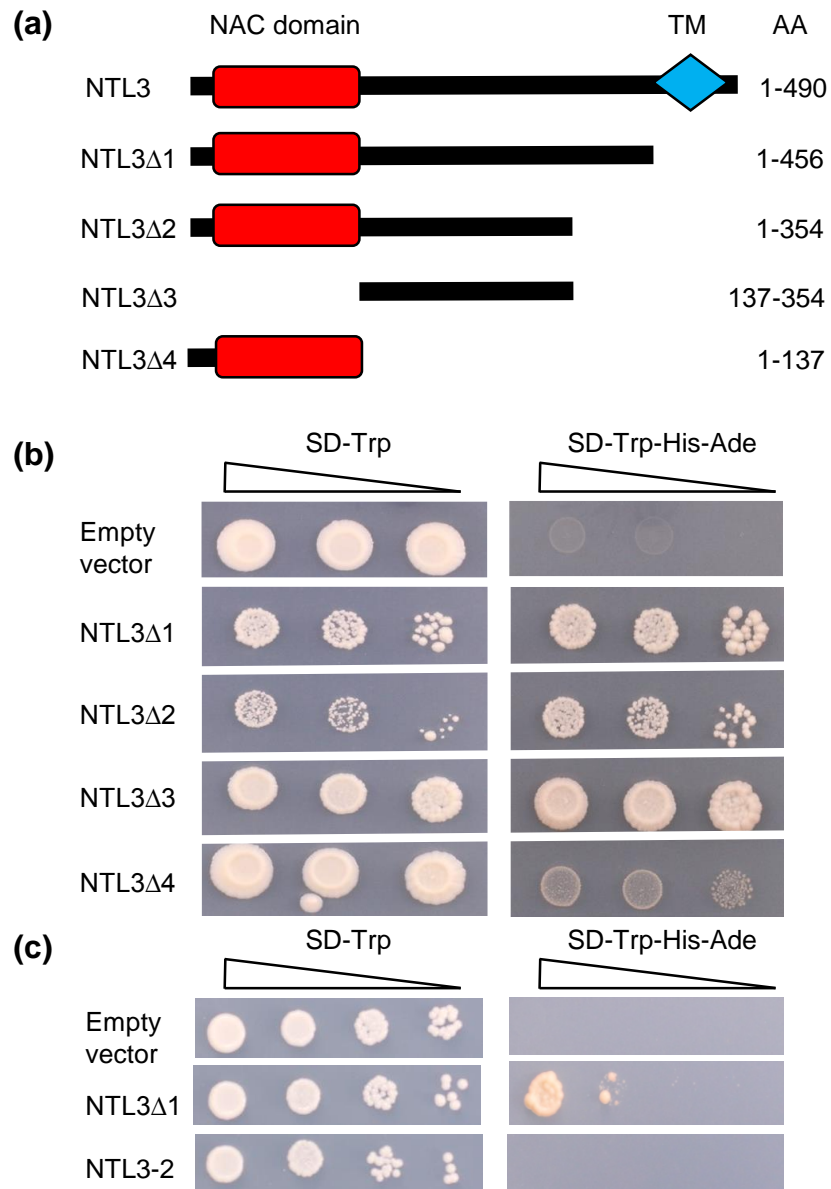 (a)
NAC domain TM AA
NTL3 1-490
NTL3Δ1 1-456
NTL3Δ2 1-354
NTL3Δ3 137-354
NTL3Δ4 1-137
(b)
SD-Trp SD-Trp-His-Ade
Empty
vector
NTL3Δ1
NTL3Δ2
NTL3Δ3
NTL3Δ4
(c)
SD-Trp SD-Trp-His-Ade
Empty
vector
NTL3Δ1
NTL3-2